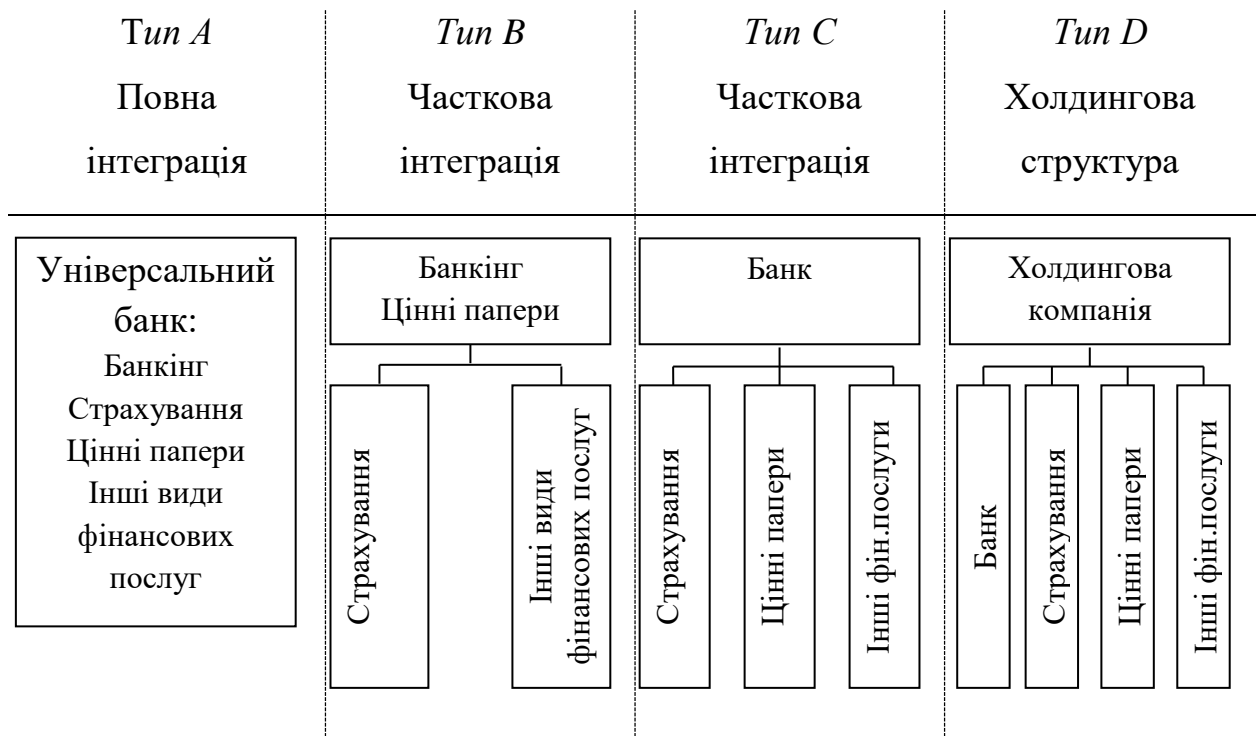 Тип A
Повна
інтеграція
Тип B
Часткова
інтеграція
Тип C
Часткова
інтеграція
Тип D
Холдингова
структура
Універсальний
банк:
Банкінг
Страхування
Цінні папери
Інші види
фінансових
послуг
Банкінг
Цінні папери
Страхування
Інші види
фінансових послуг
Банк
Страхування
Цінні папери
Інші фін.послуги
Холдингова
компанія
Банк
Страхування
Цінні папери
Інші фін.послуги